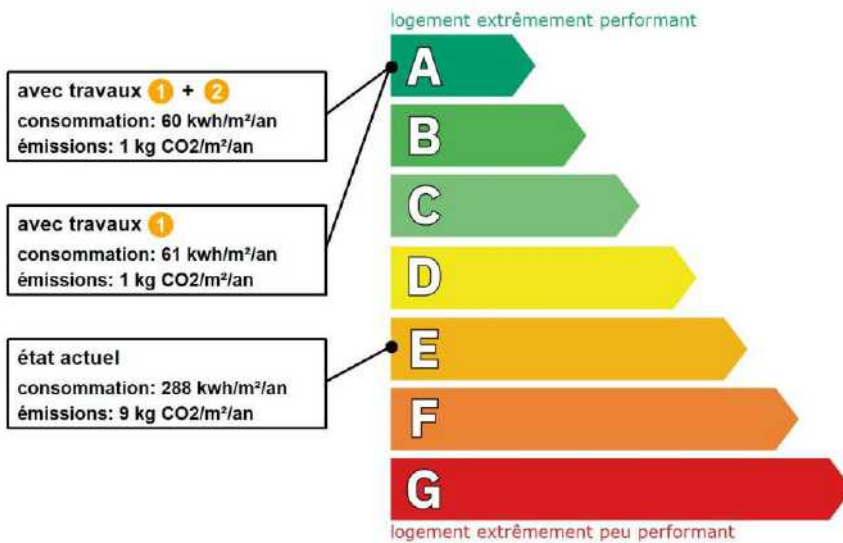 logement extrêmement performant
avec travaux 1 + 2
consommation: 60 kwh/m²/an
émissions: 1 kg CO2/m²/an
avec travaux 1
consommation: 61 kwh/m²/an
émissions: 1 kg CO2/m²/an
état actuel
consommation: 288 kwh/m²/an
émissions: 9 kg CO2/m²/an
A
B
C
D
E
F
G
logement extrêmement peu performant